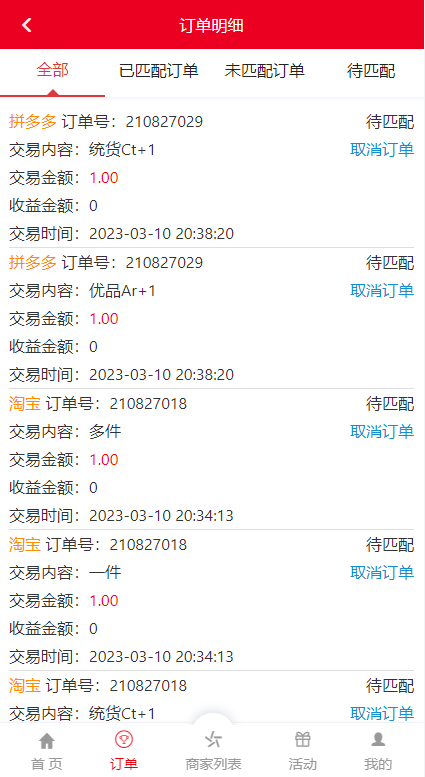 订单明细
全部 已匹配订单 未匹配订单 待匹配
拼多多 订单号：210827029 待匹配
交易内容：统货Ct+1 取消订单
交易金额：1.00
收益金额：0
交易时间：2023-03-10 20:38:20
拼多多 订单号：210827029 待匹配
交易内容：优品Ar+1 取消订单
交易金额：1.00
收益金额：0
交易时间：2023-03-10 20:38:20
淘宝 订单号：210827018 待匹配
交易内容：多件 取消订单
交易金额：1.00
收益金额：0
交易时间：2023-03-10 20:34:13
淘宝 订单号：210827018 待匹配
交易内容：一件 取消订单
交易金额：1.00
收益金额：0
交易时间：2023-03-10 20:34:13
淘宝 订单号：210827018 待匹配
交易内容：统货Ct+1 取消订单
首 页 订单 商家列表 活动 我的